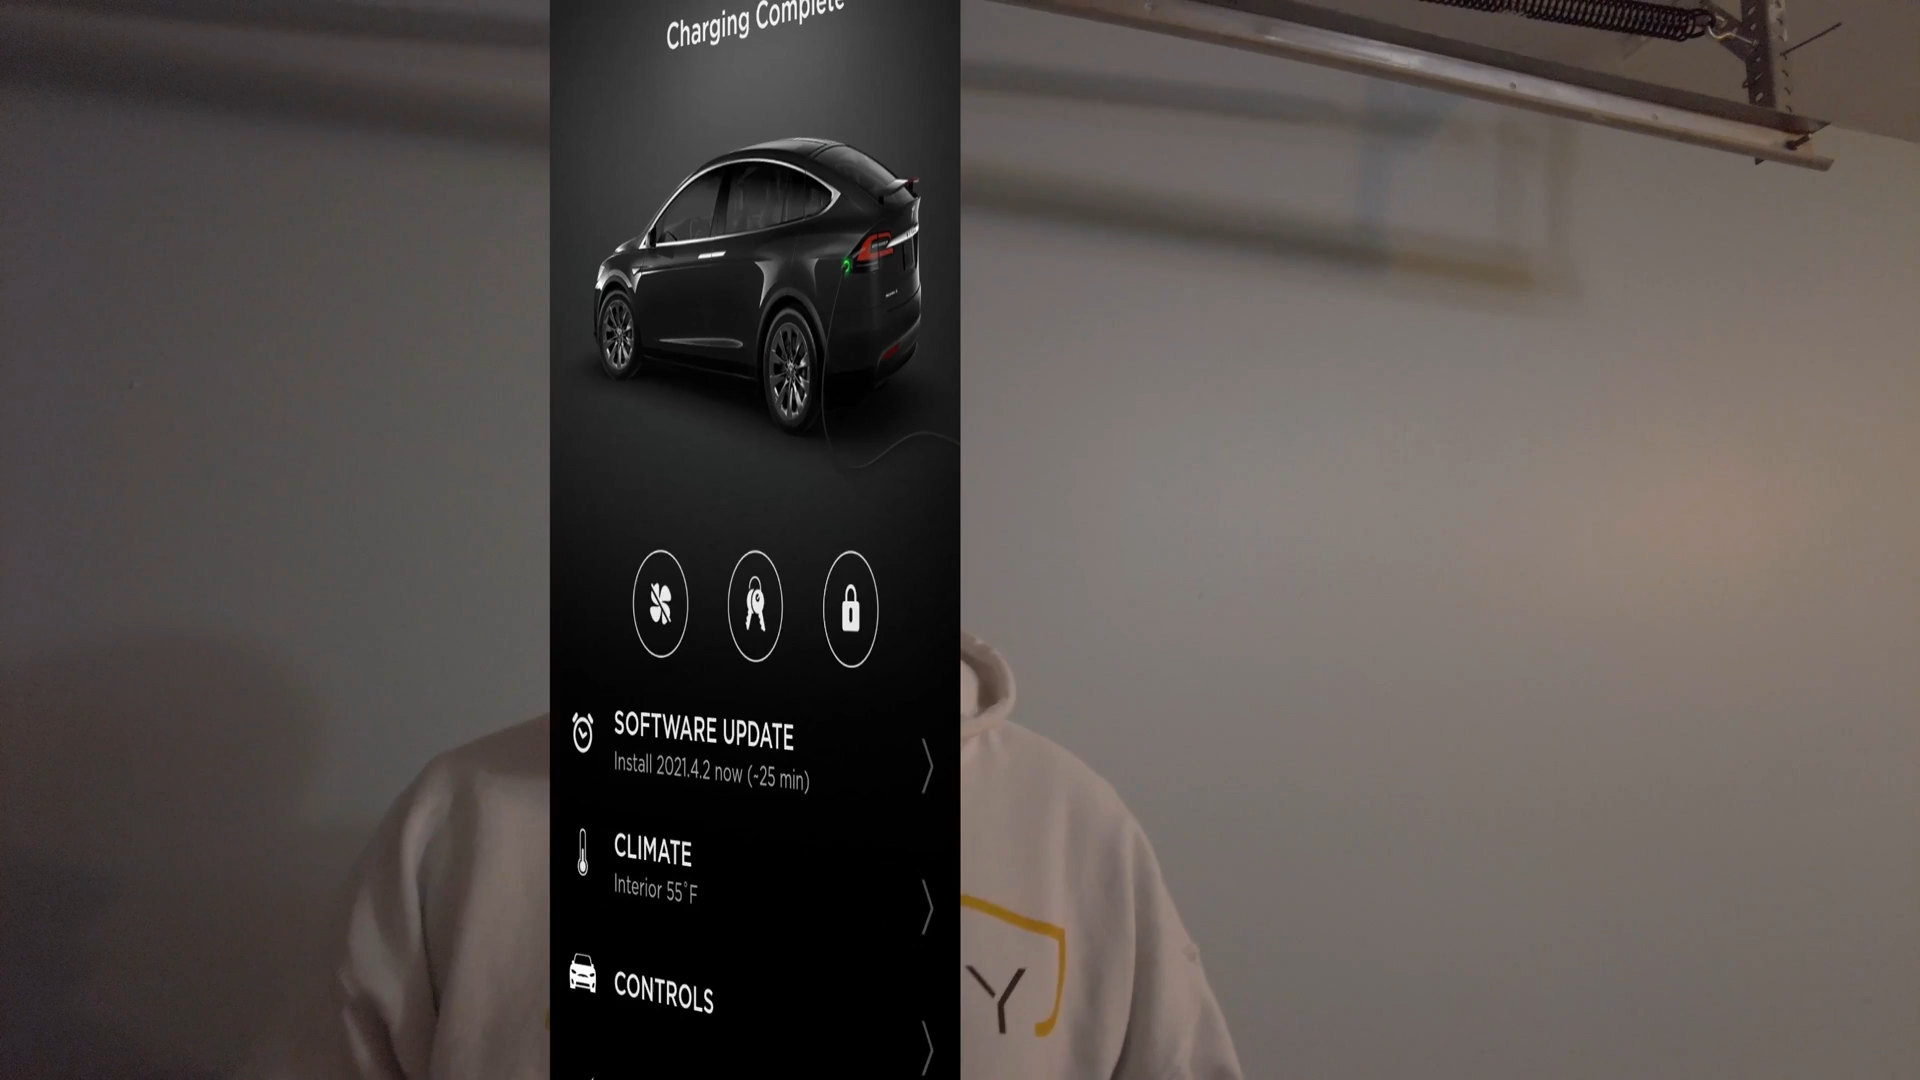 Charging Complete
SOFTWARE UPDATE
Install 2021.4.2 now (~25 min)
CLIMATE
Interior 55°F
CONTROLS
Y